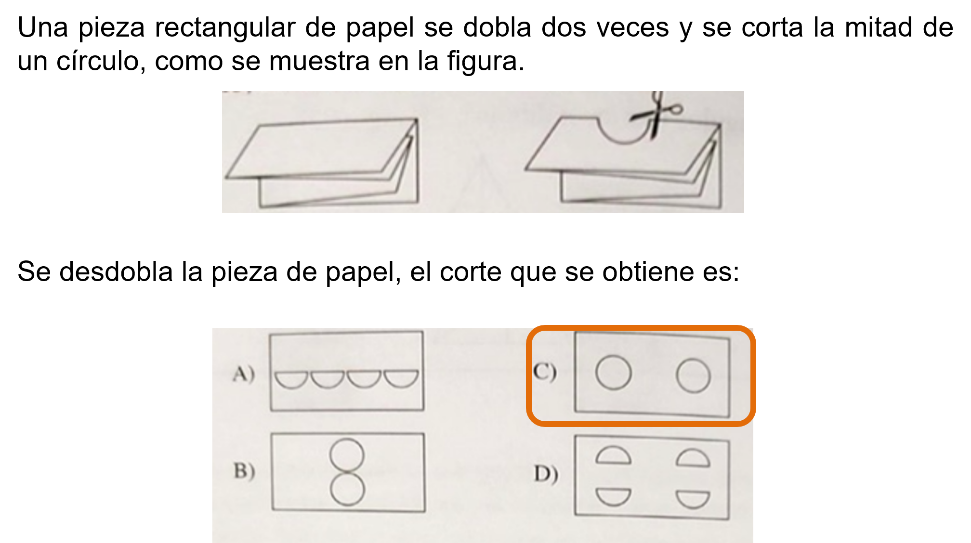 Una pieza rectangular de papel se dobla dos veces y se corta la mitad de
un círculo, como se muestra en la figura.
Se desdobla la pieza de papel, el corte que se obtiene es:
A)
C)
B)
D)